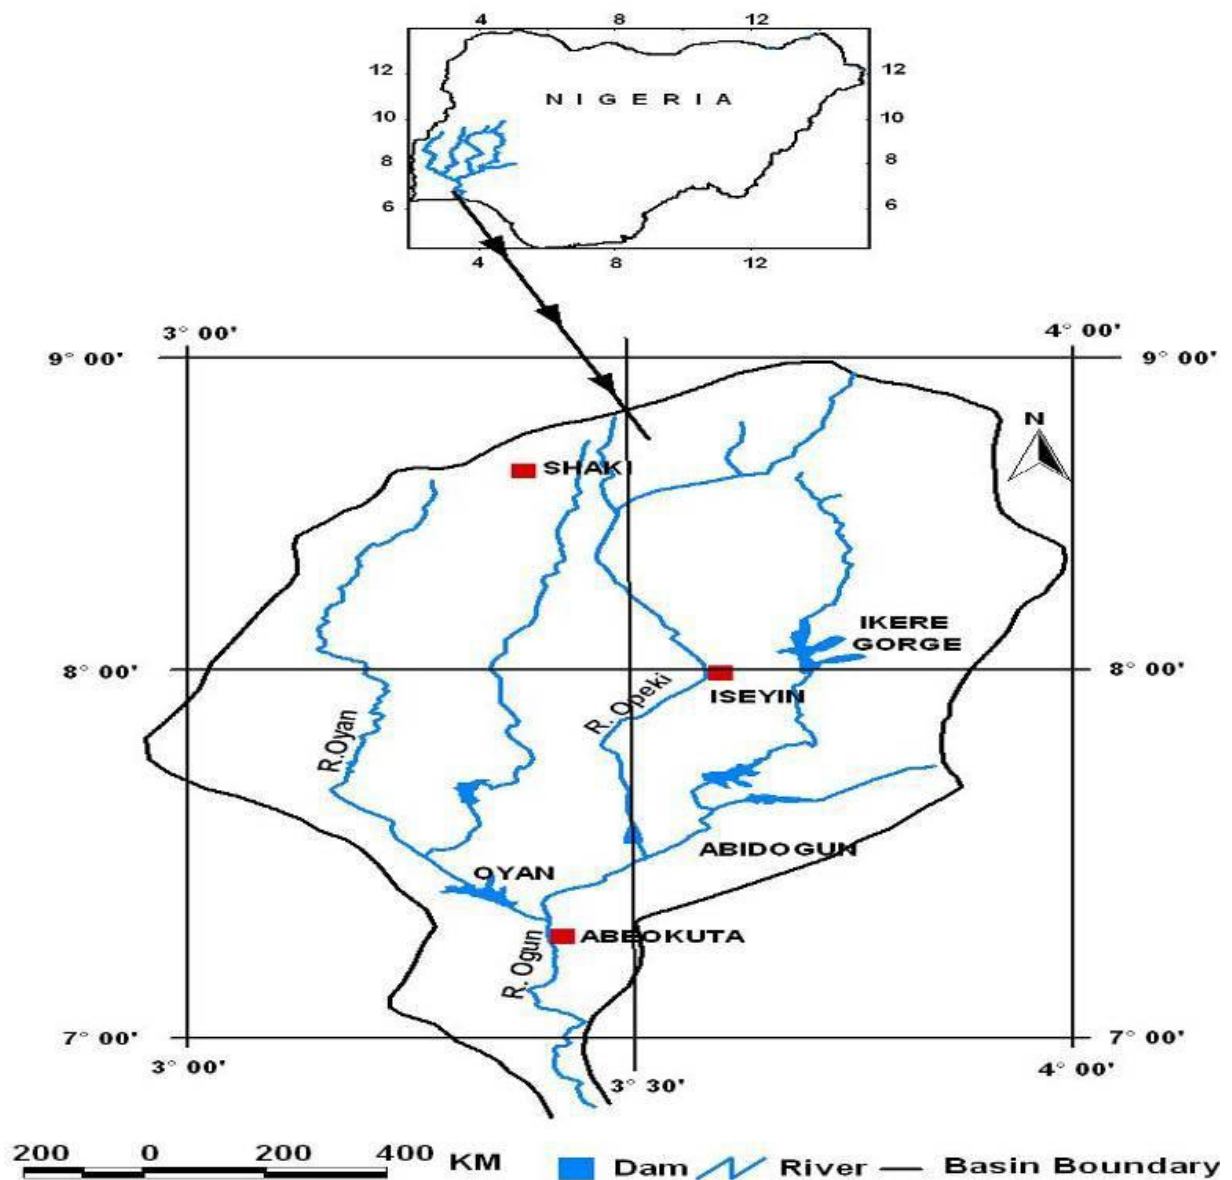 4 8 12
12 12
NIGERIA
10 10
8 8
6 6
4 8 12
3° 00' 4° 00'
9° 00' 9° 00'
N
SHAKI
IKERE
GORGE
8° 00' 8° 00'
ISEYIN
R. Opeki
R.Oyan
ABIDOGUN
OYAN
ABEOKUTA
R. Ogun
7° 00' 7° 00'
3° 00' 3° 30' 4° 00'
200 0 200 400 KM
Dam River Basin Boundary